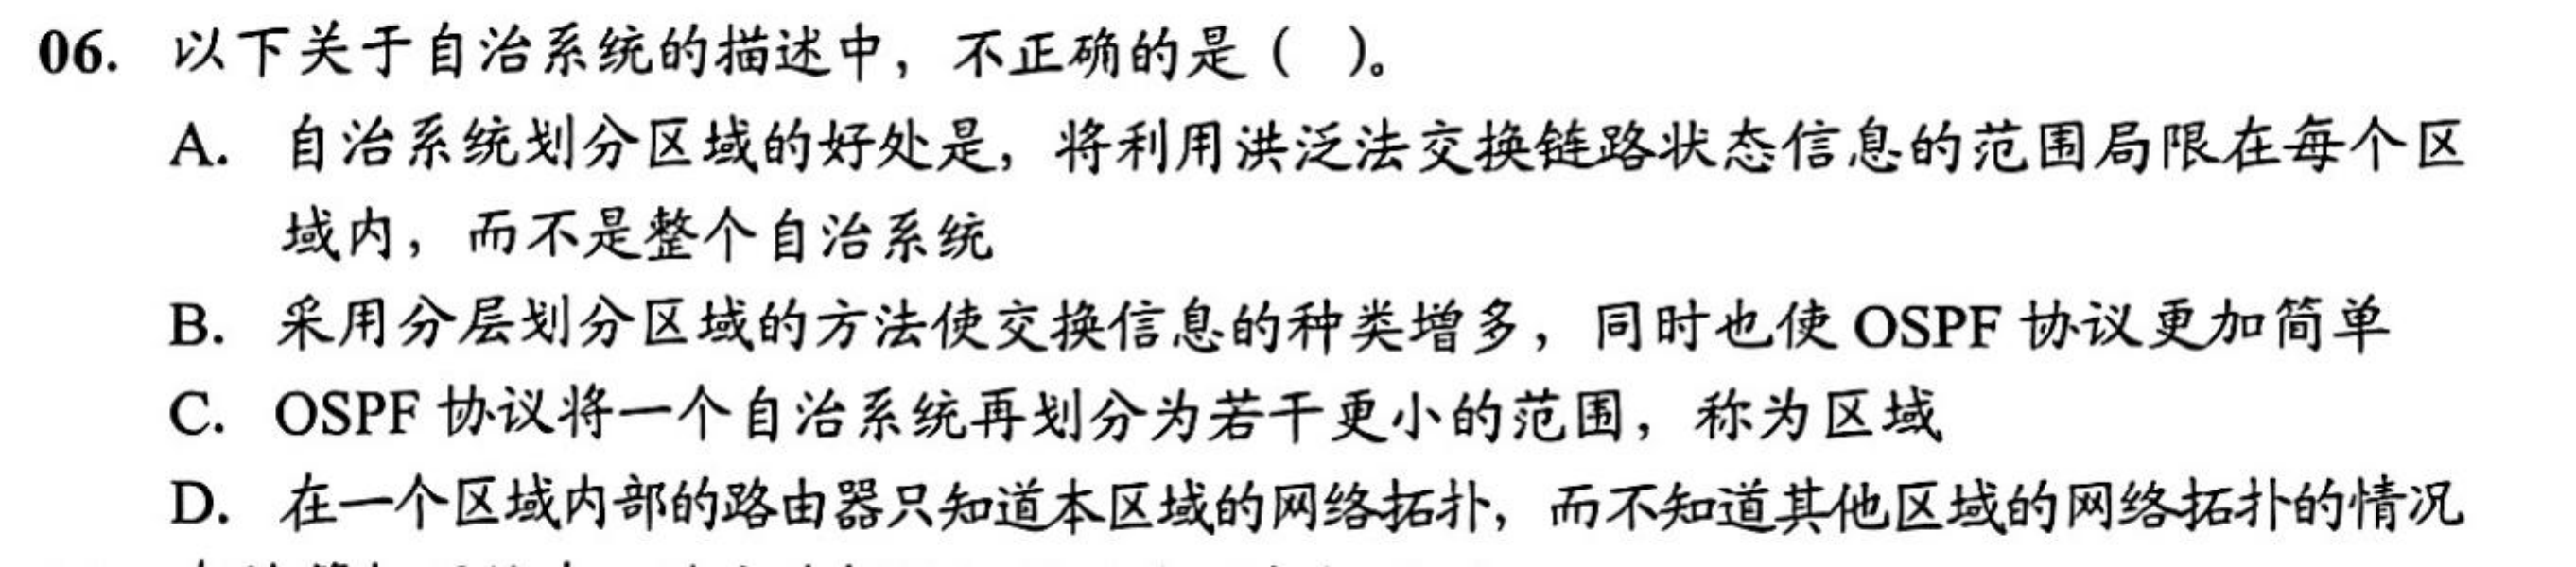 06. 以下关于自治系统的描述中，不正确的是（ ）。
A. 自治系统划分区域的好处是，将利用洪泛法交换链路状态信息的范围局限在每个区
域内，而不是整个自治系统
B. 采用分层划分区域的方法使交换信息的种类增多，同时也使 OSPF 协议更加简单
C. OSPF 协议将一个自治系统再划分为若干更小的范围，称为区域
D. 在一个区域内部的路由器只知道本区域的网络拓扑，而不知道其他区域的网络拓扑的情况